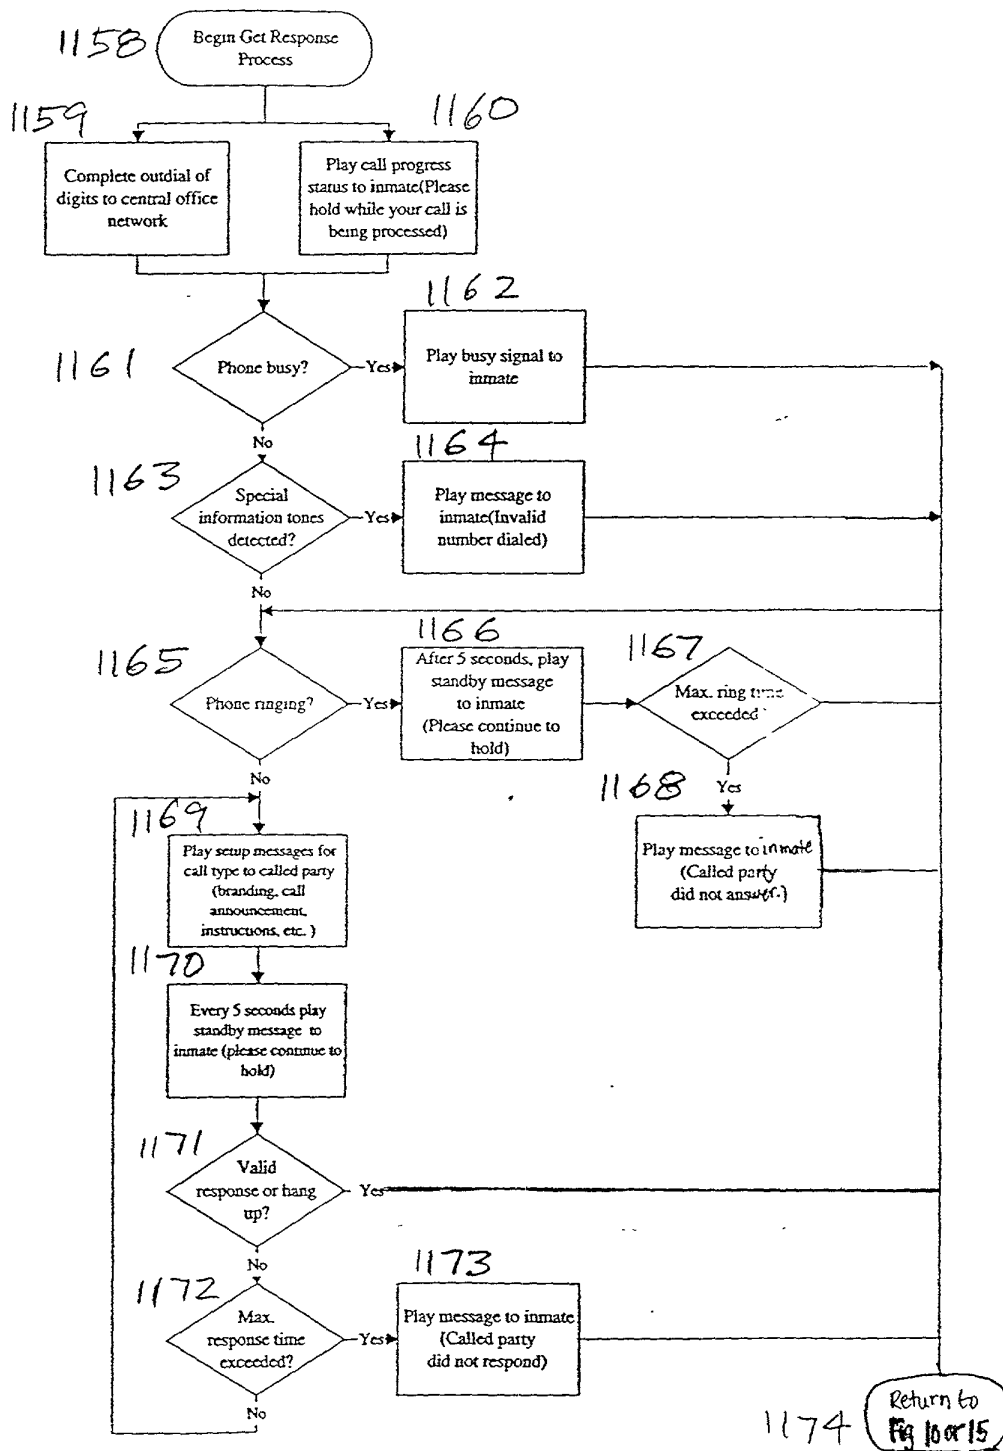 1158
Begin Get Response
Process
1159
1160
Complete outdial of
digits to central office
network
Play call progress
status to inmate(Please
hold while your call is
being processed)
1161
Phone busy?
Yes
1162
Play busy signal to
inmate
No
1163
Special
information tones
detected?
Yes
1164
Play message to
inmate(Invalid
number dialed)
No
1165
Phone ringing?
Yes
1166
After 5 seconds, play
standby message
to inmate
(Please continue to
hold)
1167
Max. ring time
exceeded
No
1168
Yes
Play message to inmate
(Called party
did not answer.)
1169
Play setup messages for
call type to called party
(branding, call
announcement,
instructions, etc. )
1170
Every 5 seconds play
standby message to
inmate (please continue to
hold)
1171
Valid
response or hang
up?
Yes
No
1172
Max.
response time
exceeded?
Yes
1173
Play message to inmate
(Called party
did not respond)
No
1174
Return to
Fig 10 or 15